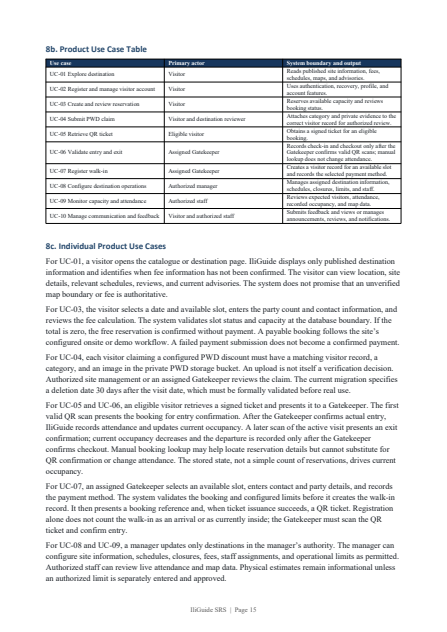 8b. Product Use Case Table
Use case Primary actor System boundary and output
UC-01 Explore destination Visitor Reads published site information, fees,
schedules, maps, and advisories.
UC-02 Register and manage visitor account Visitor Uses authentication, recovery, profile, and
account features.
UC-03 Create and review reservation Visitor Reserves available capacity and reviews
booking status.
UC-04 Submit PWD claim Visitor and destination reviewer Attaches category and private evidence to the
correct visitor record for authorized review.
UC-05 Retrieve QR ticket Eligible visitor Obtains a signed ticket for an eligible
booking.
UC-06 Validate entry and exit Assigned Gatekeeper Records check-in and checkout only after the
Gatekeeper confirms valid QR scans; manual
lookup does not change attendance.
UC-07 Register walk-in Assigned Gatekeeper Creates a visitor record for an available slot
and records the selected payment method.
UC-08 Configure destination operations Authorized manager Manages assigned destination information,
schedules, closures, limits, and staff.
UC-09 Monitor capacity and attendance Authorized staff Reviews expected visitors, attendance,
recorded occupancy, and map data.
UC-10 Manage communication and feedback Visitor and authorized staff Submits feedback and views or manages
announcements, reviews, and notifications.
8c. Individual Product Use Cases
For UC-01, a visitor opens the catalogue or destination page. IliGuide displays only published destination
information and identifies when fee information has not been confirmed. The visitor can view location, site
details, relevant schedules, reviews, and current advisories. The system does not promise that an unverified
map boundary or fee is authoritative.
For UC-03, the visitor selects a date and available slot, enters the party count and contact information, and
reviews the fee calculation. The system validates slot status and capacity at the database boundary. If the
total is zero, the free reservation is confirmed without payment. A payable booking follows the site's
configured onsite or demo workflow. A failed payment submission does not become a confirmed payment.
For UC-04, each visitor claiming a configured PWD discount must have a matching visitor record, a
category, and an image in the private PWD storage bucket. An upload is not itself a verification decision.
Authorized site management or an assigned Gatekeeper reviews the claim. The current migration specifies
a deletion date 30 days after the visit date, which must be formally validated before real use.
For UC-05 and UC-06, an eligible visitor retrieves a signed ticket and presents it to a Gatekeeper. The first
valid QR scan presents the booking for entry confirmation. After the Gatekeeper confirms actual entry,
IliGuide records attendance and updates current occupancy. A later scan of the active visit presents an exit
confirmation; current occupancy decreases and the departure is recorded only after the Gatekeeper
confirms checkout. Manual booking lookup may help locate reservation details but cannot substitute for
QR confirmation or change attendance. The stored state, not a simple count of reservations, drives current
occupancy.
For UC-07, an assigned Gatekeeper selects an available slot, enters contact and party details, and records
the payment method. The system validates the booking and configured limits before it creates the walk-in
record. It then presents a booking reference and, when ticket issuance succeeds, a QR ticket. Registration
alone does not count the walk-in as an arrival or as currently inside; the Gatekeeper must scan the QR
ticket and confirm entry.
For UC-08 and UC-09, a manager updates only destinations in the manager's authority. The manager can
configure site information, schedules, closures, fees, staff assignments, and operational limits as permitted.
Authorized staff can review live attendance and map data. Physical estimates remain informational unless
an authorized limit is separately entered and approved.
IliGuide SRS | Page 15